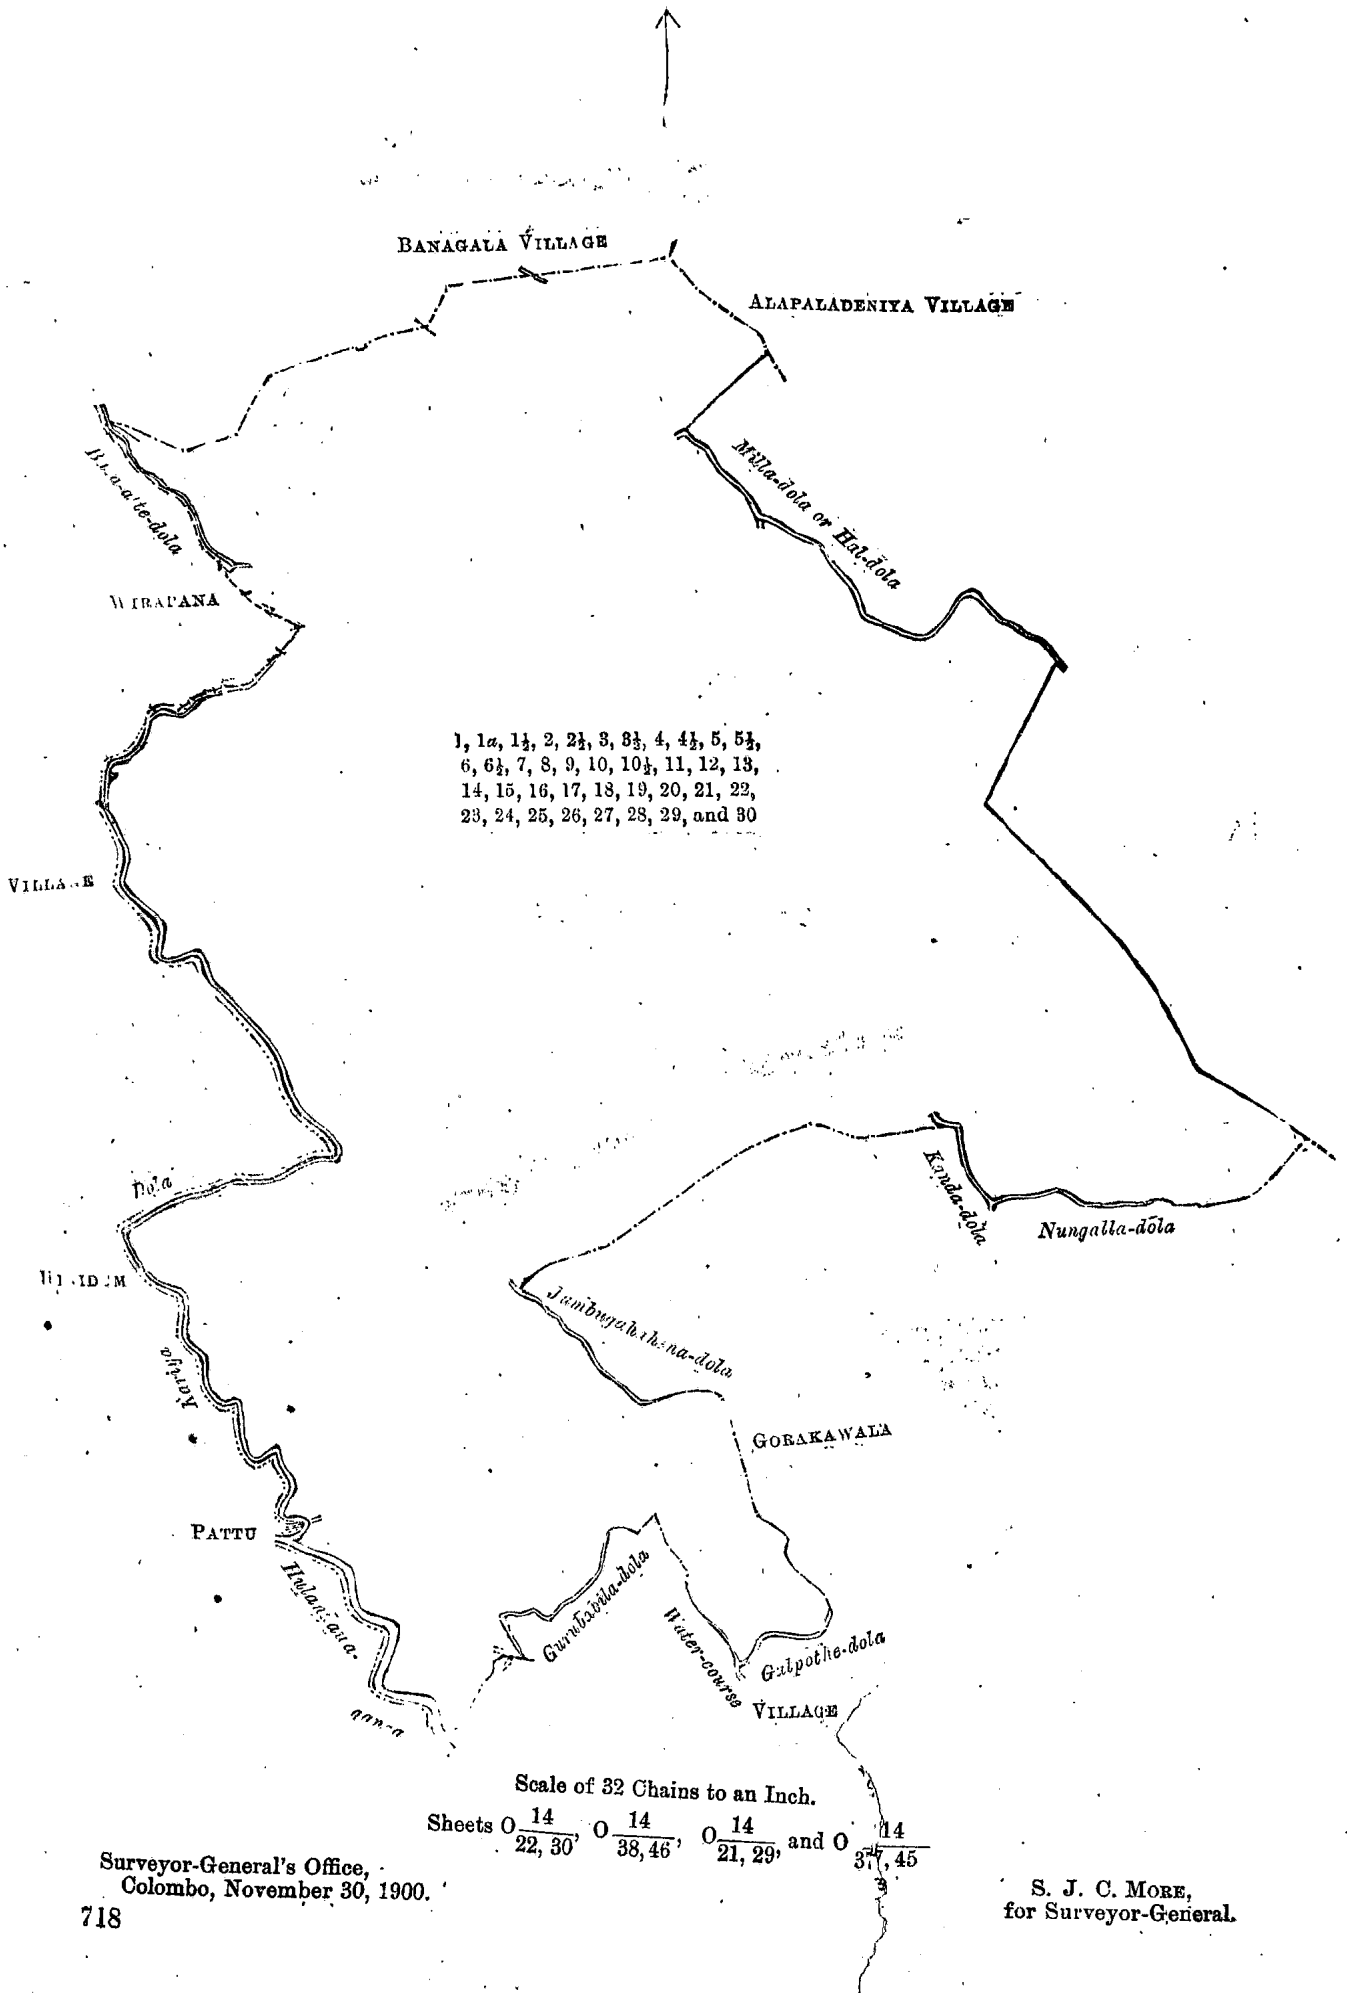 BANAGALA VILLAGE
ALAPALADENIYA VILLAGE
Milla-dola or Hal-dola
WIRAPANA
1, 1a, 1½, 2, 2½, 3, 3½, 4, 4½, 5, 5½,
6, 6½, 7, 8, 9, 10, 10½, 11, 12, 13,
14, 15, 16, 17, 18, 19, 20, 21, 22,
23, 24, 25, 26, 27, 28, 29, and 30
VILLAGE
Dola
Kanda-dola
Nungalla-dola
Kariya
GORAKAWALA
PATTU
Water-course
Galpothe-dola
VILLAGE
Scale of 32 Chains to an Inch.
Sheets O 14/22, 30, O 14/38, 46, O 14/21, 29, and O 14/37, 45
Surveyor-General's Office,
Colombo, November 30, 1900.
718
S. J. C. MORE,
for Surveyor-General.